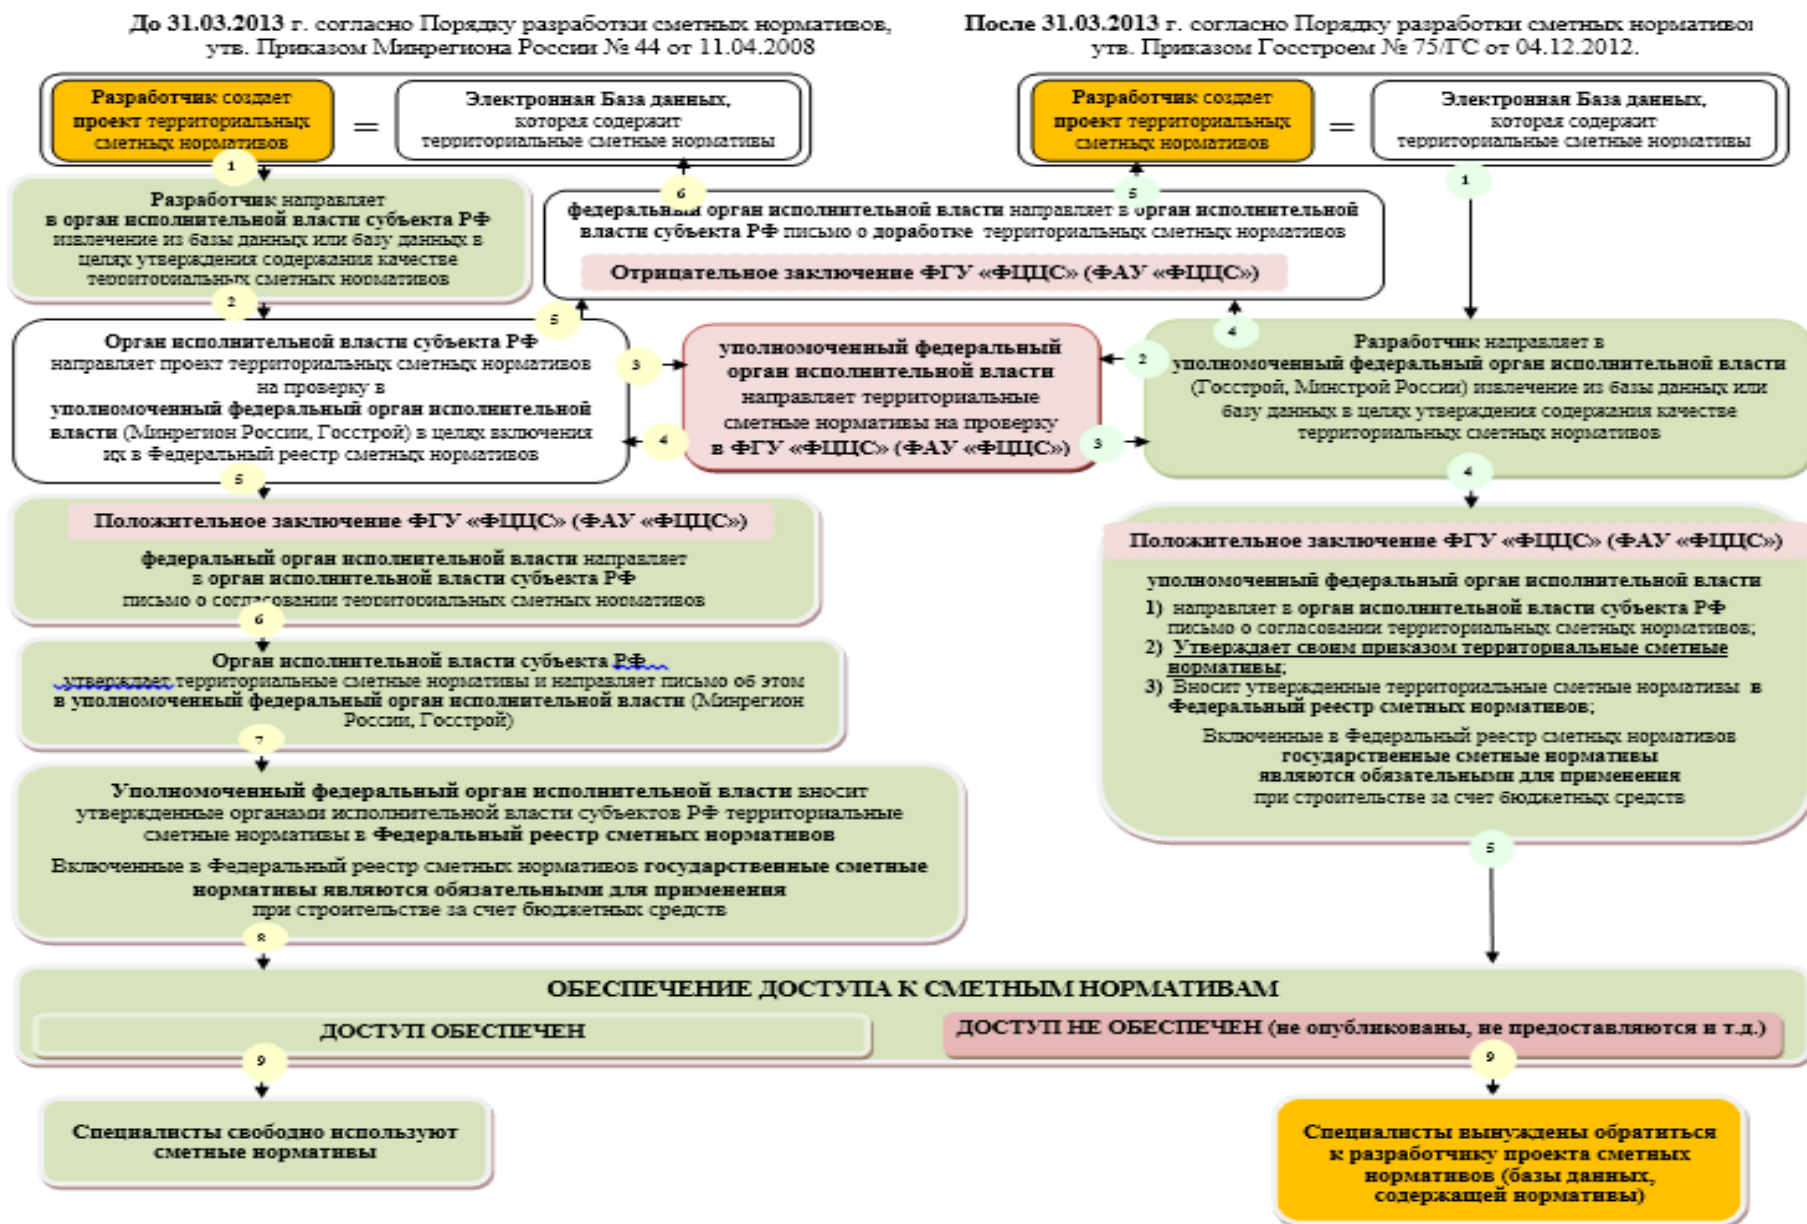 До 31.03.2013 г. согласно Порядку разработки сметных нормативов,
утв. Приказом Минрегиона России № 44 от 11.04.2008
После 31.03.2013 г. согласно Порядку разработки сметных нормативов
утв. Приказом Госстроем № 75/ГС от 04.12.2012.
Разработчик создает
проект территориальных
сметных нормативов
=
Электронная База данных,
которая содержит
территориальные сметные нормативы
Разработчик создает
проект территориальных
сметных нормативов
=
Электронная База данных,
которая содержит
территориальные сметные нормативы
1
6
5
1
Разработчик направляет
в орган исполнительной власти субъекта РФ
извлечение из базы данных или базу данных в
целях утверждения содержания качестве
территориальных сметных нормативов
федеральный орган исполнительной власти направляет в орган исполнительной
власти субъекта РФ письмо о доработке территориальных сметных нормативов
Отрицательное заключение ФГУ «ФЦЦС» (ФАУ «ФЦЦС»)
2
5
4
Орган исполнительной власти субъекта РФ
направляет проект территориальных сметных нормативов
на проверку в
уполномоченный федеральный орган исполнительной
власти (Минрегион России, Госстрой) в целях включения
их в Федеральный реестр сметных нормативов
3
4
уполномоченный федеральный
орган исполнительной власти
направляет территориальные
сметные нормативы на проверку
в ФГУ «ФЦЦС» (ФАУ «ФЦЦС»)
2
3
Разработчик направляет в
уполномоченный федеральный орган исполнительной власти
(Госстрой, Минстрой России) извлечение из базы данных или
базу данных в целях утверждения содержания качестве
территориальных сметных нормативов
5
4
Положительное заключение ФГУ «ФЦЦС» (ФАУ «ФЦЦС»)
федеральный орган исполнительной власти направляет
в орган исполнительной власти субъекта РФ
письмо о согласовании территориальных сметных нормативов
6
Орган исполнительной власти субъекта РФ
утверждает территориальные сметные нормативы и направляет письмо об этом
в уполномоченный федеральный орган исполнительной власти (Минрегион
России, Госстрой)
7
Уполномоченный федеральный орган исполнительной власти вносит
утвержденные органами исполнительной власти субъектов РФ территориальные
сметные нормативы в Федеральный реестр сметных нормативов
Включенные в Федеральный реестр сметных нормативов государственные сметные
нормативы являются обязательными для применения
при строительстве за счет бюджетных средств
8
Положительное заключение ФГУ «ФЦЦС» (ФАУ «ФЦЦС»)
уполномоченный федеральный орган исполнительной власти
1) направляет в орган исполнительной власти субъекта РФ
письмо о согласовании территориальных сметных нормативов;
2) Утверждает своим приказом территориальные сметные
нормативы;
3) Вносит утвержденные территориальные сметные нормативы в
Федеральный реестр сметных нормативов;
Включенные в Федеральный реестр сметных нормативов
государственные сметные нормативы
являются обязательными для применения
при строительстве за счет бюджетных средств
5
ОБЕСПЕЧЕНИЕ ДОСТУПА К СМЕТНЫМ НОРМАТИВАМ
ДОСТУП ОБЕСПЕЧЕН
ДОСТУП НЕ ОБЕСПЕЧЕН (не опубликованы, не предоставляются и т.д.)
9
9
Специалисты свободно используют
сметные нормативы
Специалисты вынуждены обратиться
к разработчику проекта сметных
нормативов (базы данных,
содержащей нормативы)